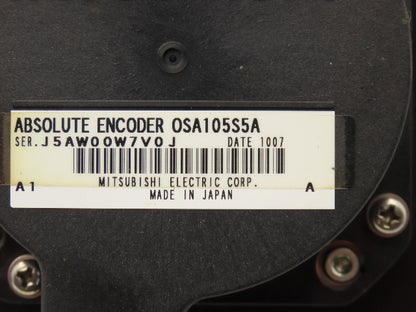 ABSOLUTE ENCODER OSA105S5A
SER.J5AW00W7V0J DATE 1007
MITSUBISHI ELECTRIC CORP.
A1 A
MADE IN JAPAN